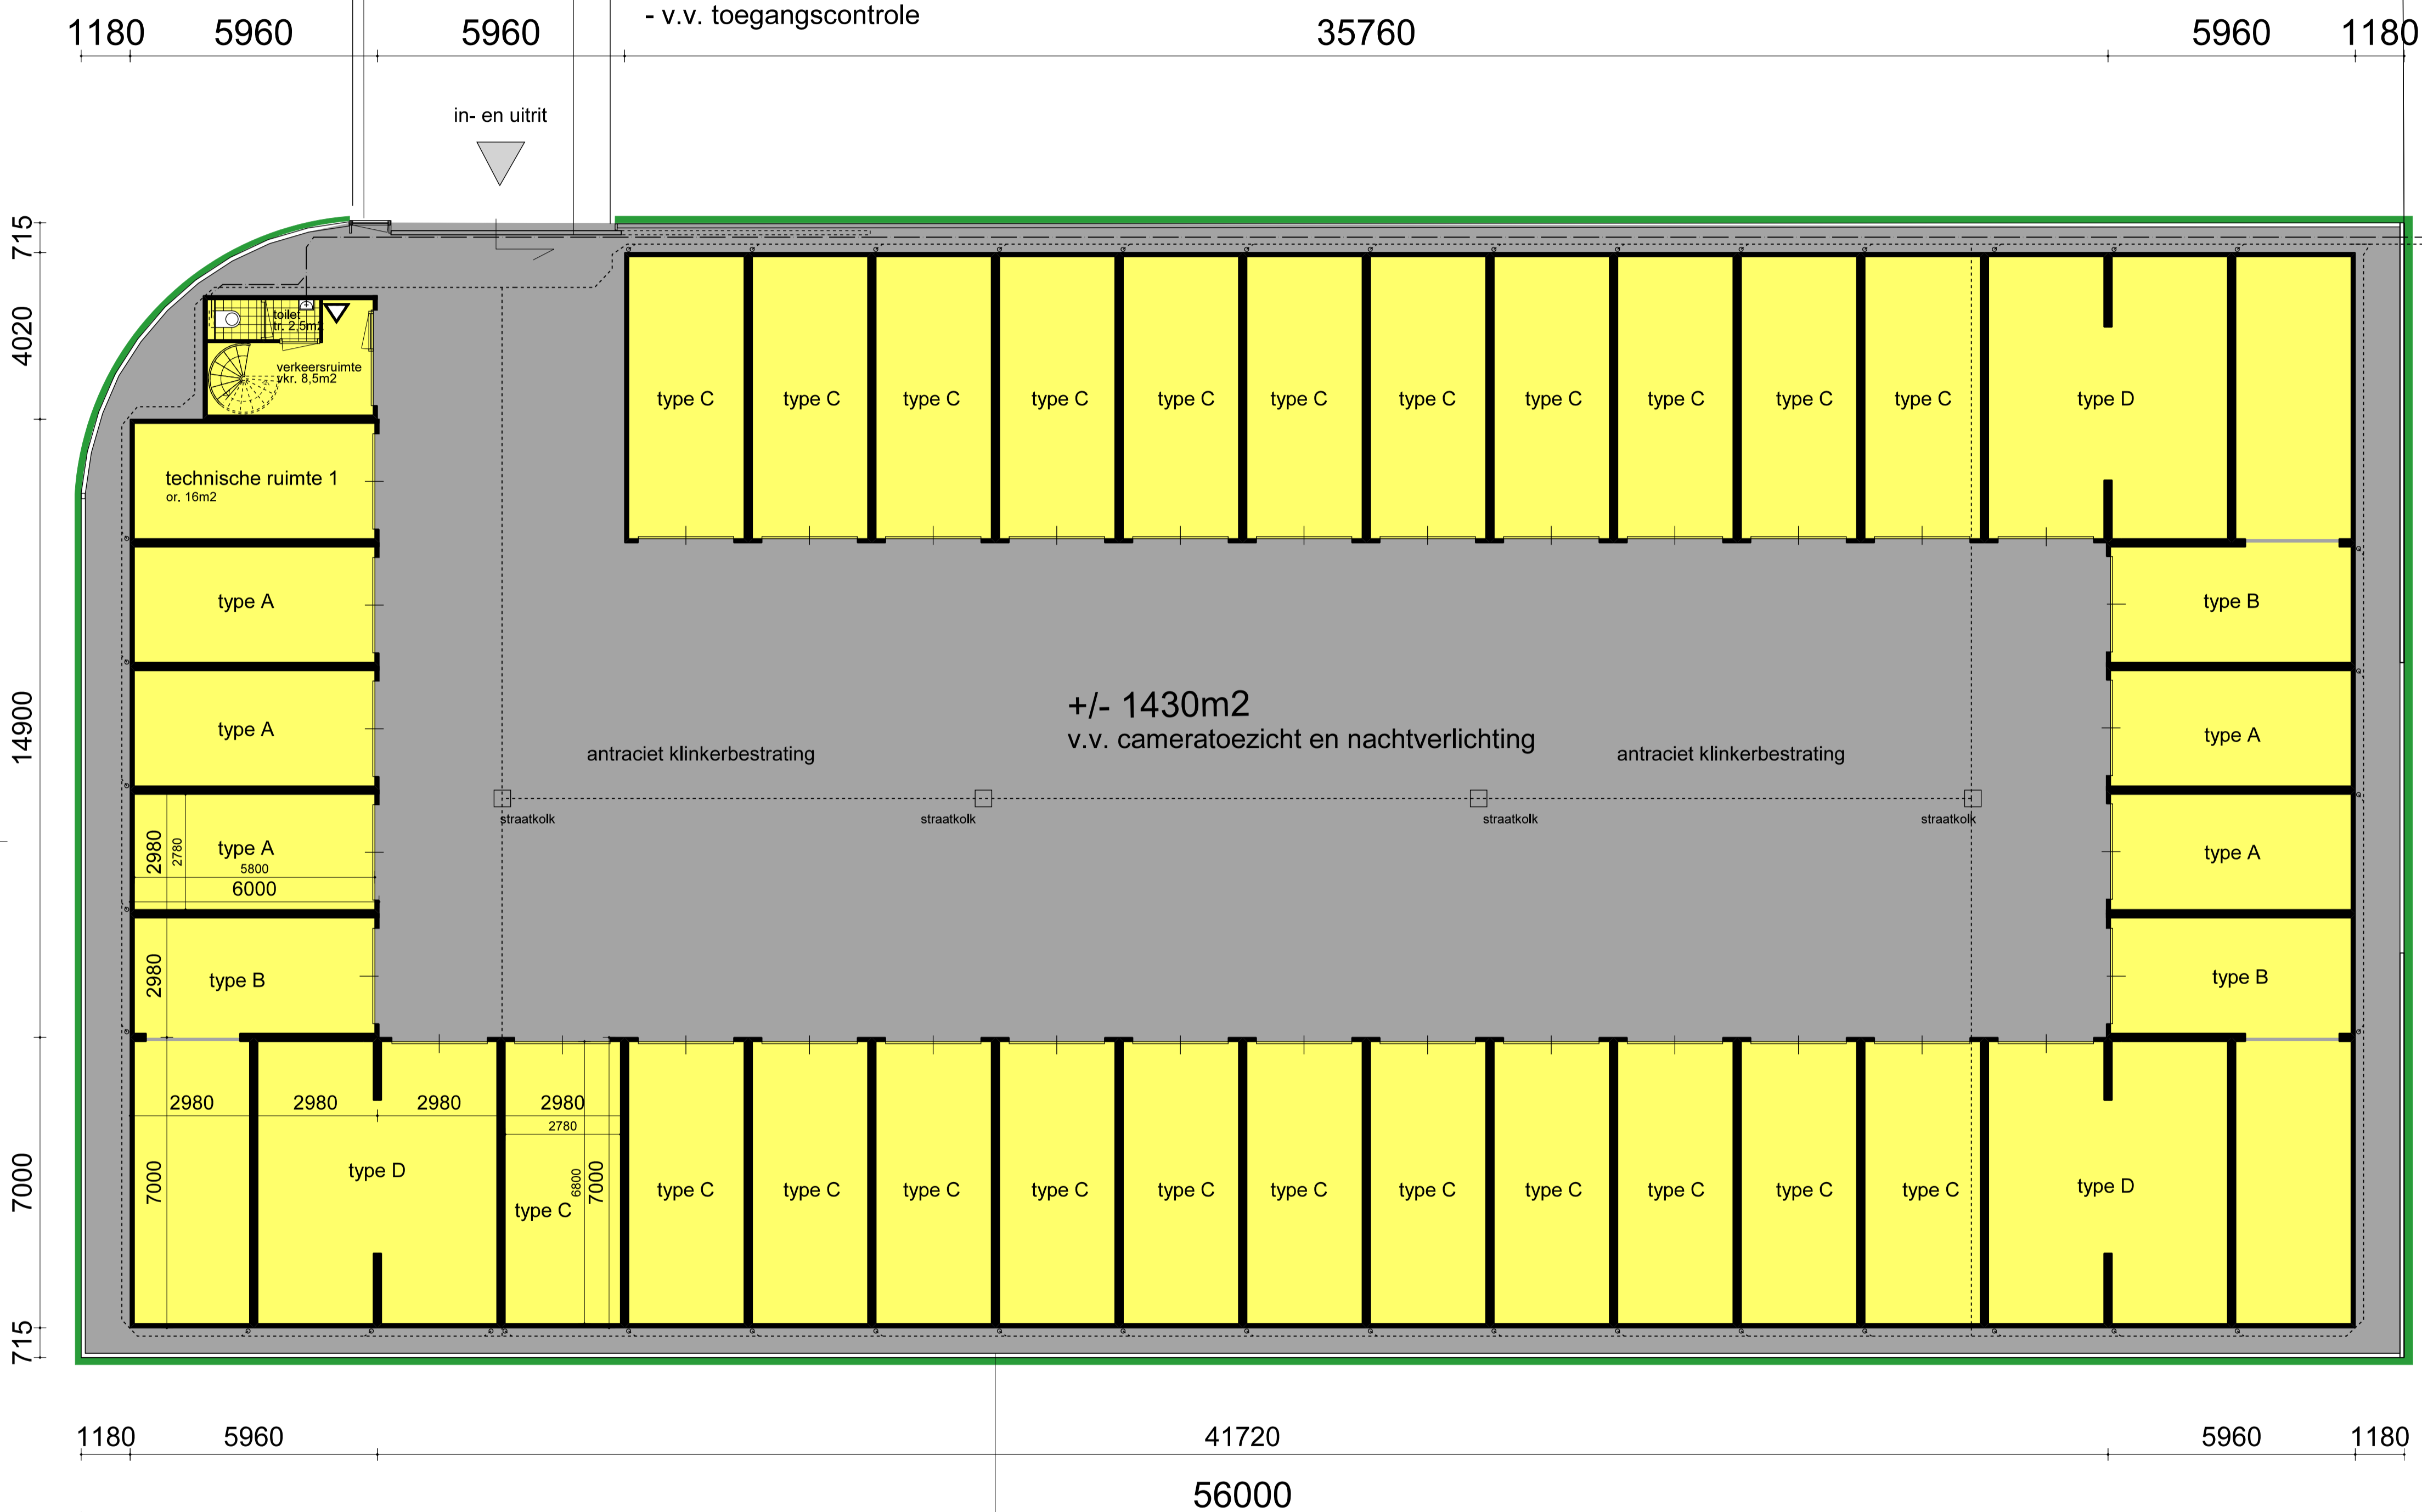 - v.v. toegangscontrole
1180 5960 5960 35760 5960 1180
in- en uitrit
715
4020
14900
7000
715
toilet
tr. 2,5m2
verkeersruimte
vkr. 8,5m2
type C type C type C type C type C type C type C type C type C type C type C type D
technische ruimte 1
or. 16m2
type A
type B
type A
type A
+/- 1430m2
v.v. cameratoezicht en nachtverlichting
antraciet klinkerbestrating
antraciet klinkerbestrating
straatkolk straatkolk straatkolk straatkolk
2980
2780
type A
5800
6000
type A
2980
type B
type B
2980 2980 2980 2980
2780
7000
type D
type C
6800
7000
type C type C type C type C type C type C type C type C type C type C type C type D
1180 5960 41720 5960 1180
56000